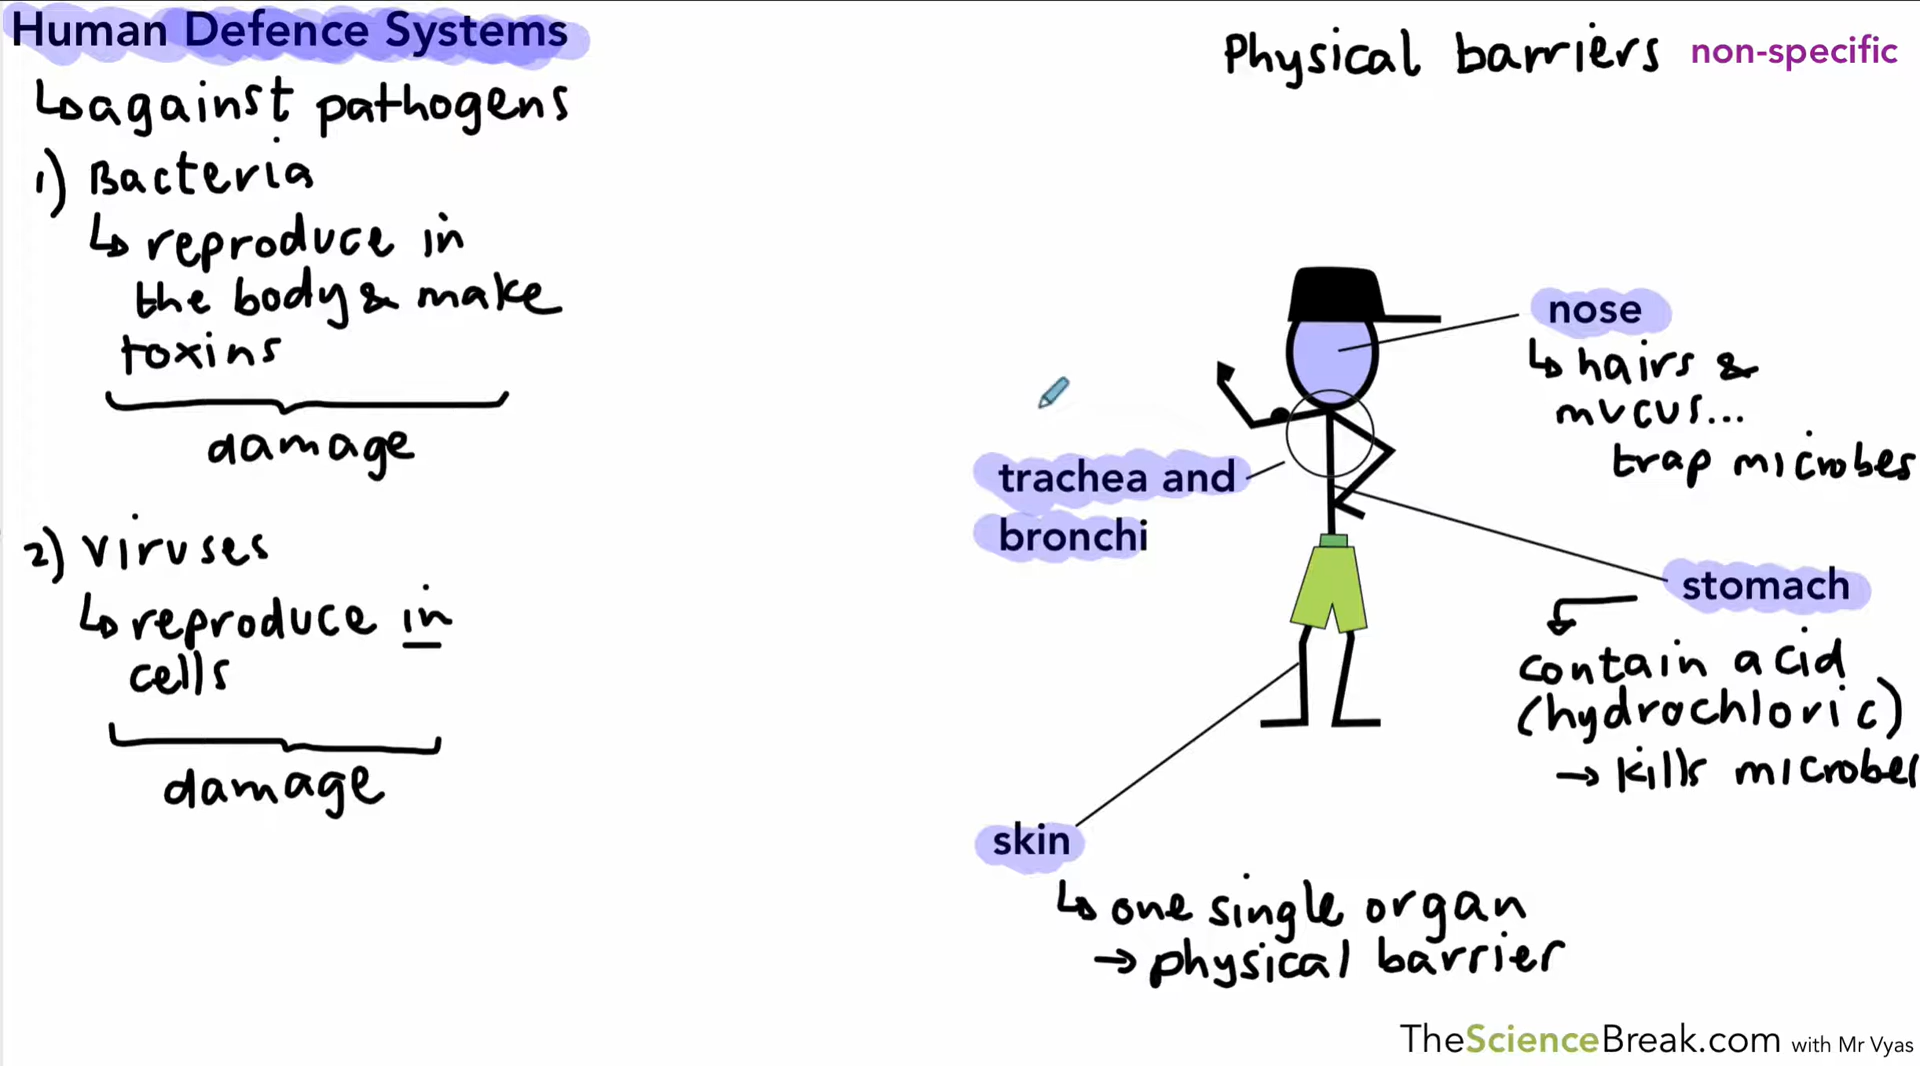 Human Defence Systems
↳against pathogens
1) Bacteria
↳ reproduce in
the body & make
toxins
damage
2) Viruses
↳ reproduce in
cells
damage
Physical barriers non-specific
nose
↳ hairs &
mucus...
trap microbes
trachea and
bronchi
stomach
contain acid
(hydrochloric)
→ kills microbes
skin
↳ one single organ
→ physical barrier
TheScienceBreak.com with Mr Vyas